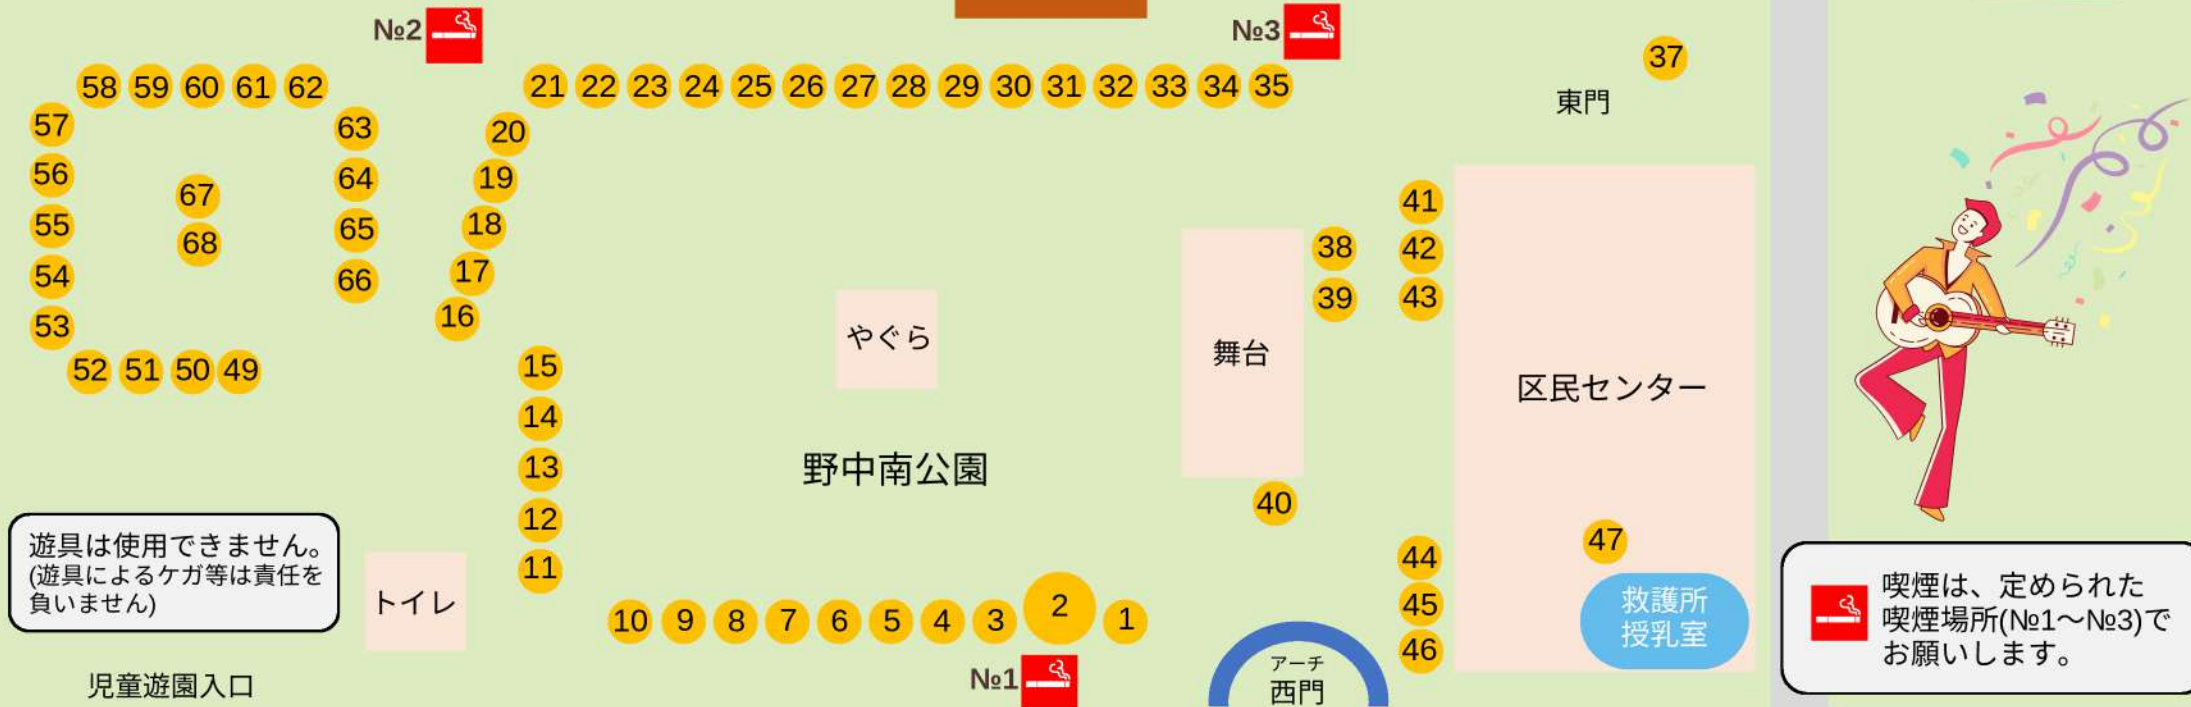 №2
№3
37
58 59 60 61 62
21 22 23 24 25 26 27 28 29 30 31 32 33 34 35
東門
57
63
20
56
64
19
67
41
55
65
18
68
38
42
54
66
17
39
43
53
16
やぐら
舞台
52 51 50 49
15
区民センター
14
13
野中南公園
40
12
47
11
44
遊具は使用できません。
(遊具によるケガ等は責任を
負いません)
トイレ
10 9 8 7 6 5 4 3 2 1
45
46
救護所
授乳室
喫煙は、定められた
喫煙場所(№1～№3)で
お願いします。
№1
アーチ
西門
児童遊園入口